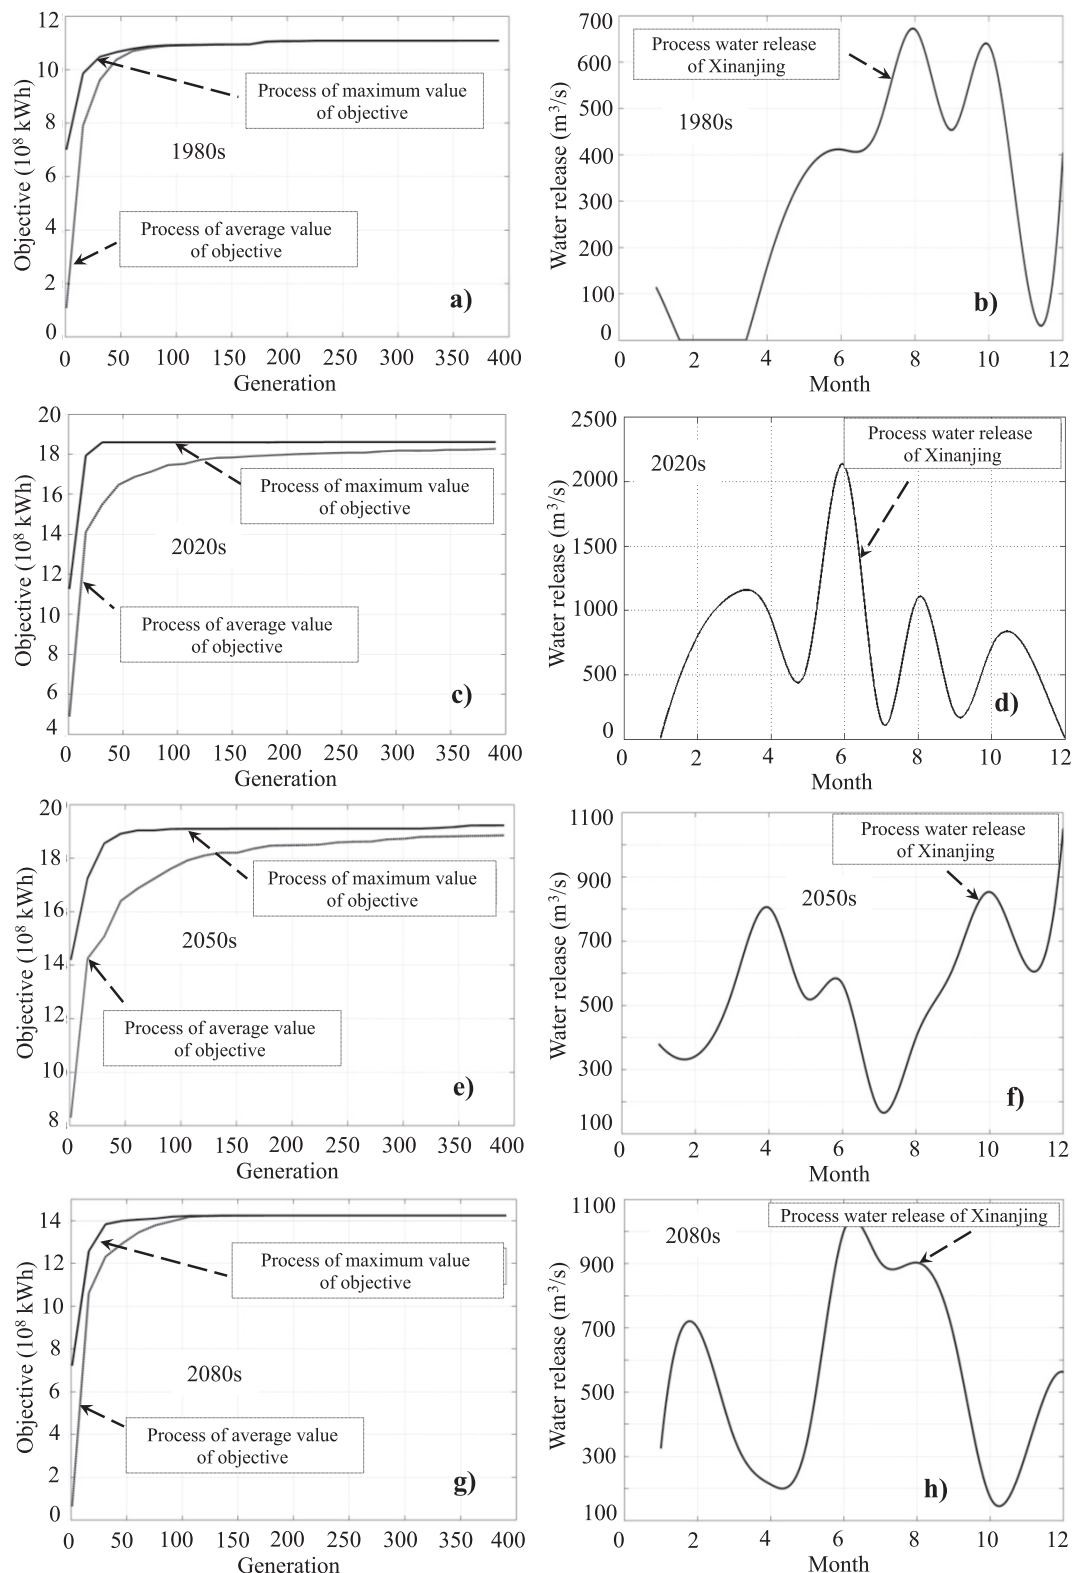 12
10
8
6
4
2
0
0 50 100 150 200 250 300 350 400
Generation
Objective (10⁸ kWh)
Process of maximum value
of objective
1980s
Process of average value
of objective
a)
700
600
500
400
300
200
100
0
0 2 4 6 8 10 12
Month
Water release (m³/s)
Process water release
of Xinanjing
1980s
b)
20
18
16
14
12
10
8
6
4
0 50 100 150 200 250 300 350 400
Generation
Objective (10⁸ kWh)
Process of maximum value
of objective
2020s
Process of average value
of objective
c)
2500
2000
1500
1000
500
0
0 2 4 6 8 10 12
Month
Water release (m³/s)
Process water release
of Xinanjing
2020s
d)
20
18
16
14
12
10
8
0 50 100 150 200 250 300 350 400
Generation
Objective (10⁸ kWh)
Process of maximum value
of objective
2050s
Process of average value
of objective
e)
1100
900
700
500
300
100
0 2 4 6 8 10 12
Month
Water release (m³/s)
Process water release
of Xinanjing
2050s
f)
14
12
10
8
6
4
2
0
0 50 100 150 200 250 300 350 400
Generation
Objective (10⁸ kWh)
Process of maximum value
of objective
2080s
Process of average value
of objective
g)
1100
900
700
500
300
100
0 2 4 6 8 10 12
Month
Water release (m³/s)
Process water release of Xinanjing
2080s
h)